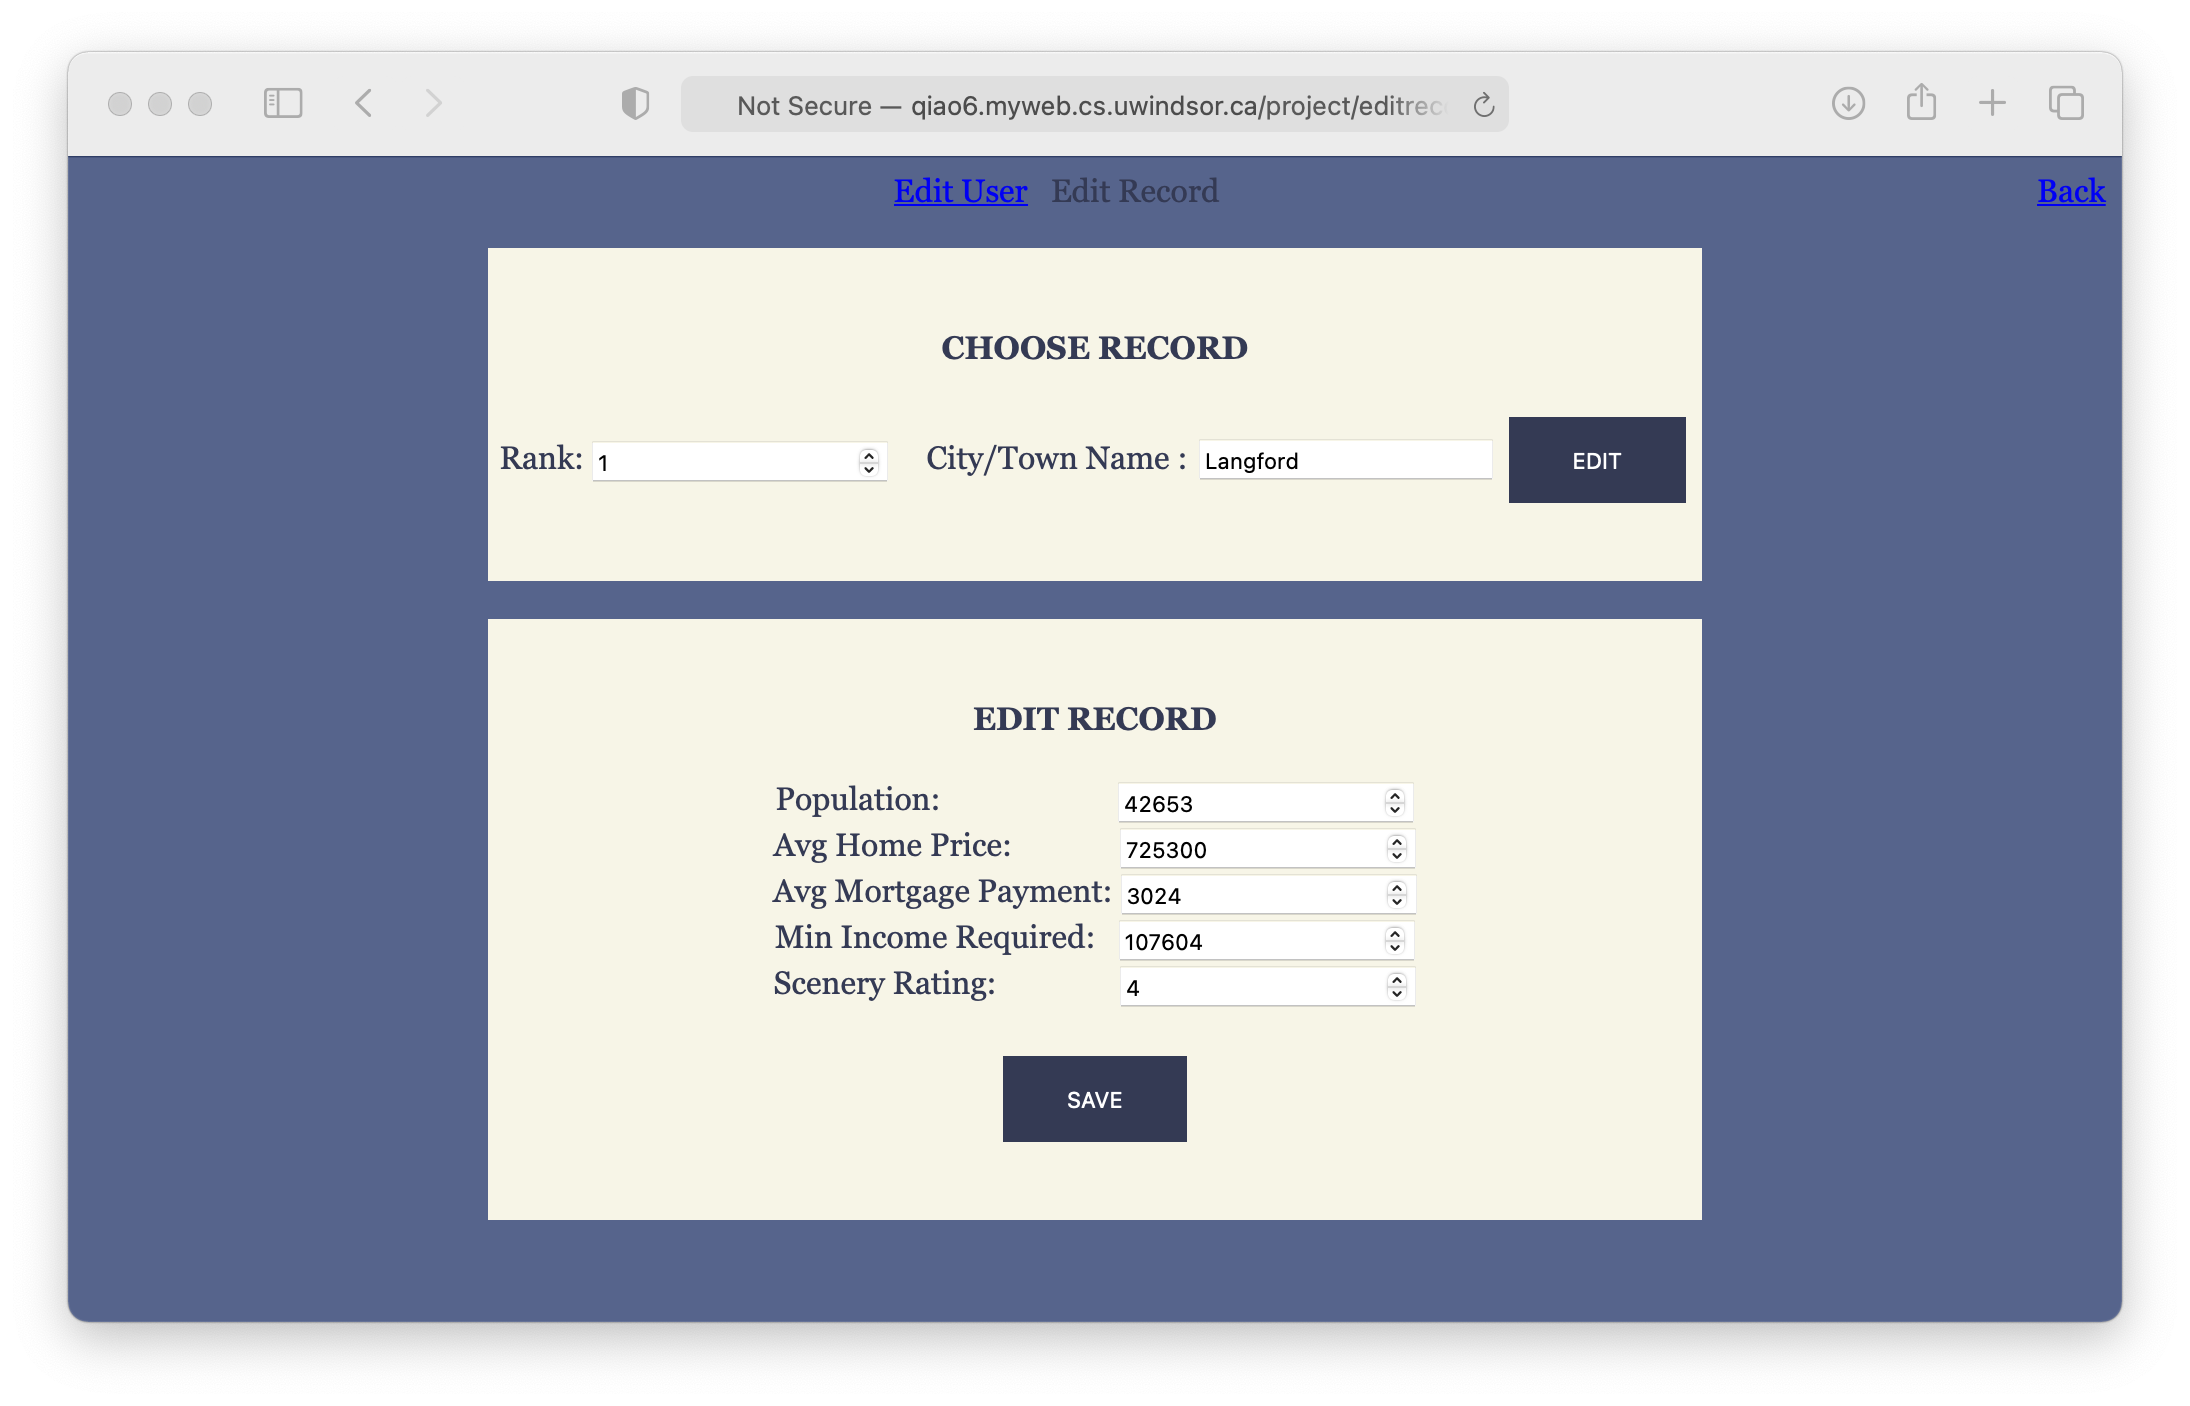 Not Secure — qiao6.myweb.cs.uwindsor.ca/project/editrec
Edit User Edit Record Back
CHOOSE RECORD
Rank: 1 City/Town Name : Langford EDIT
EDIT RECORD
Population: 42653
Avg Home Price: 725300
Avg Mortgage Payment: 3024
Min Income Required: 107604
Scenery Rating: 4
SAVE